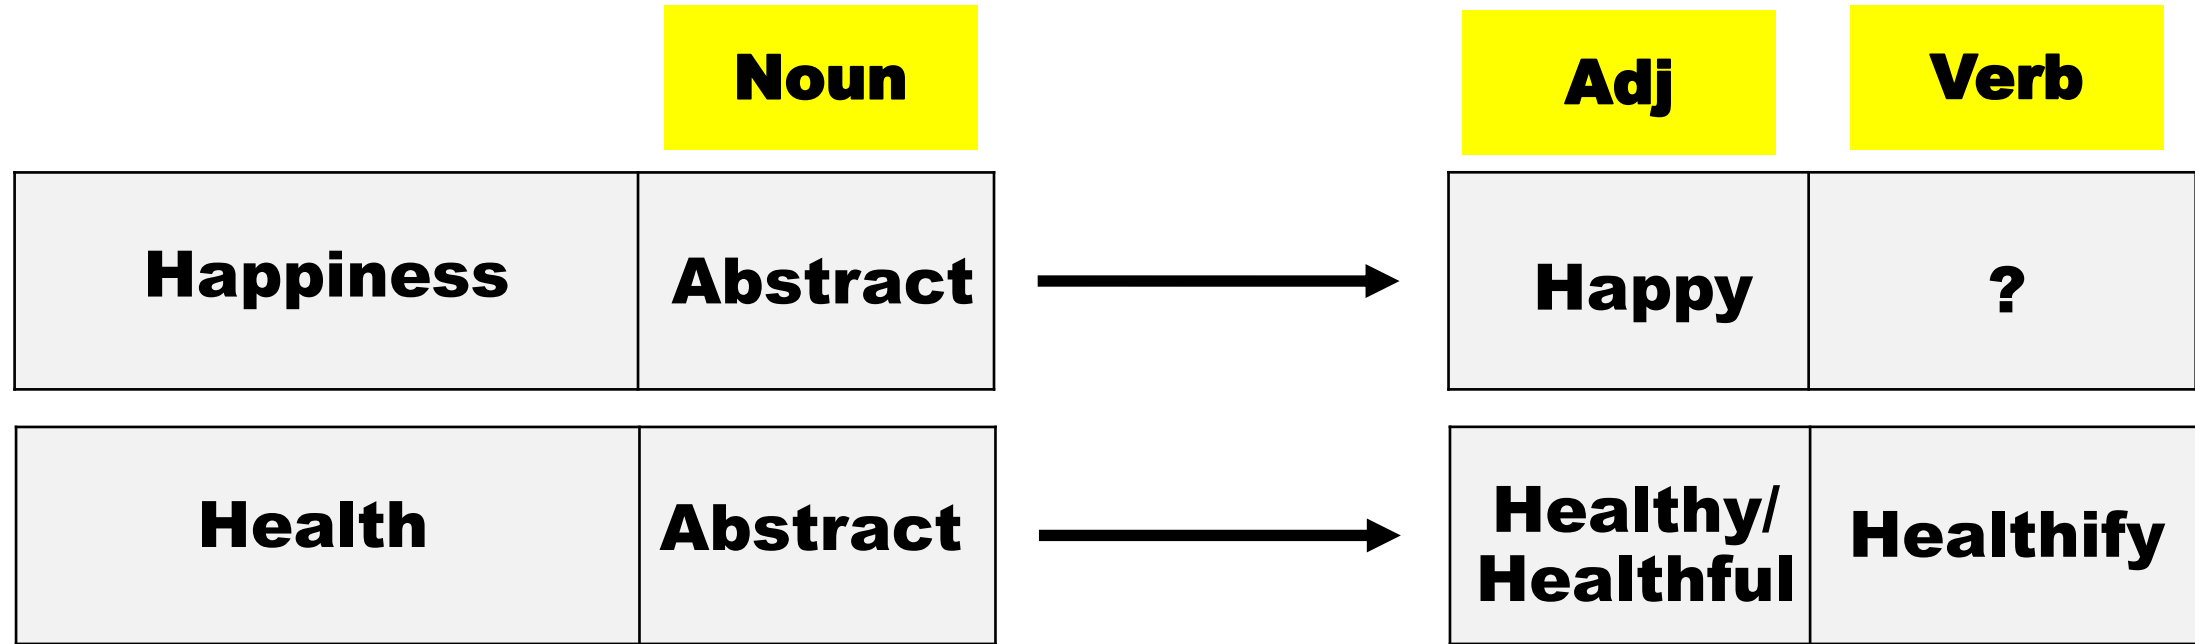 Noun
Adj
Verb
Happiness
Abstract
Happy
?
Health
Abstract
Healthy/
Healthful
Healthify